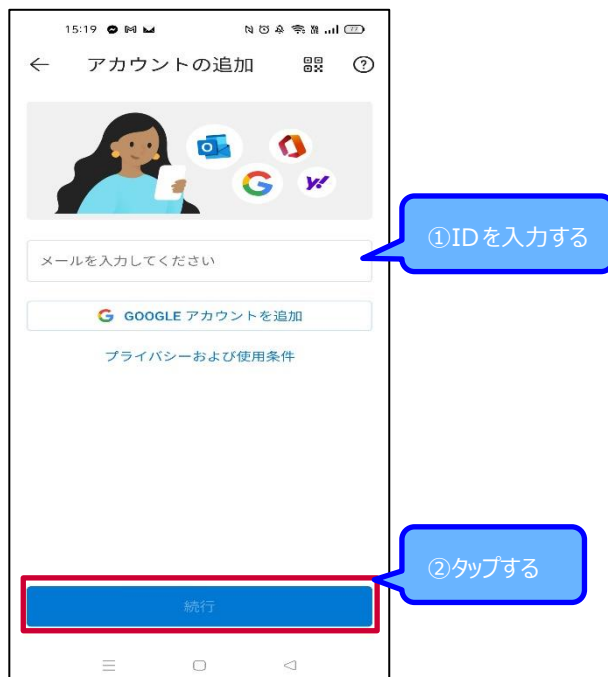 15:19
アカウントの追加
メールを入力してください
①IDを入力する
GOOGLE アカウントを追加
プライバシーおよび使用条件
②タップする
続行